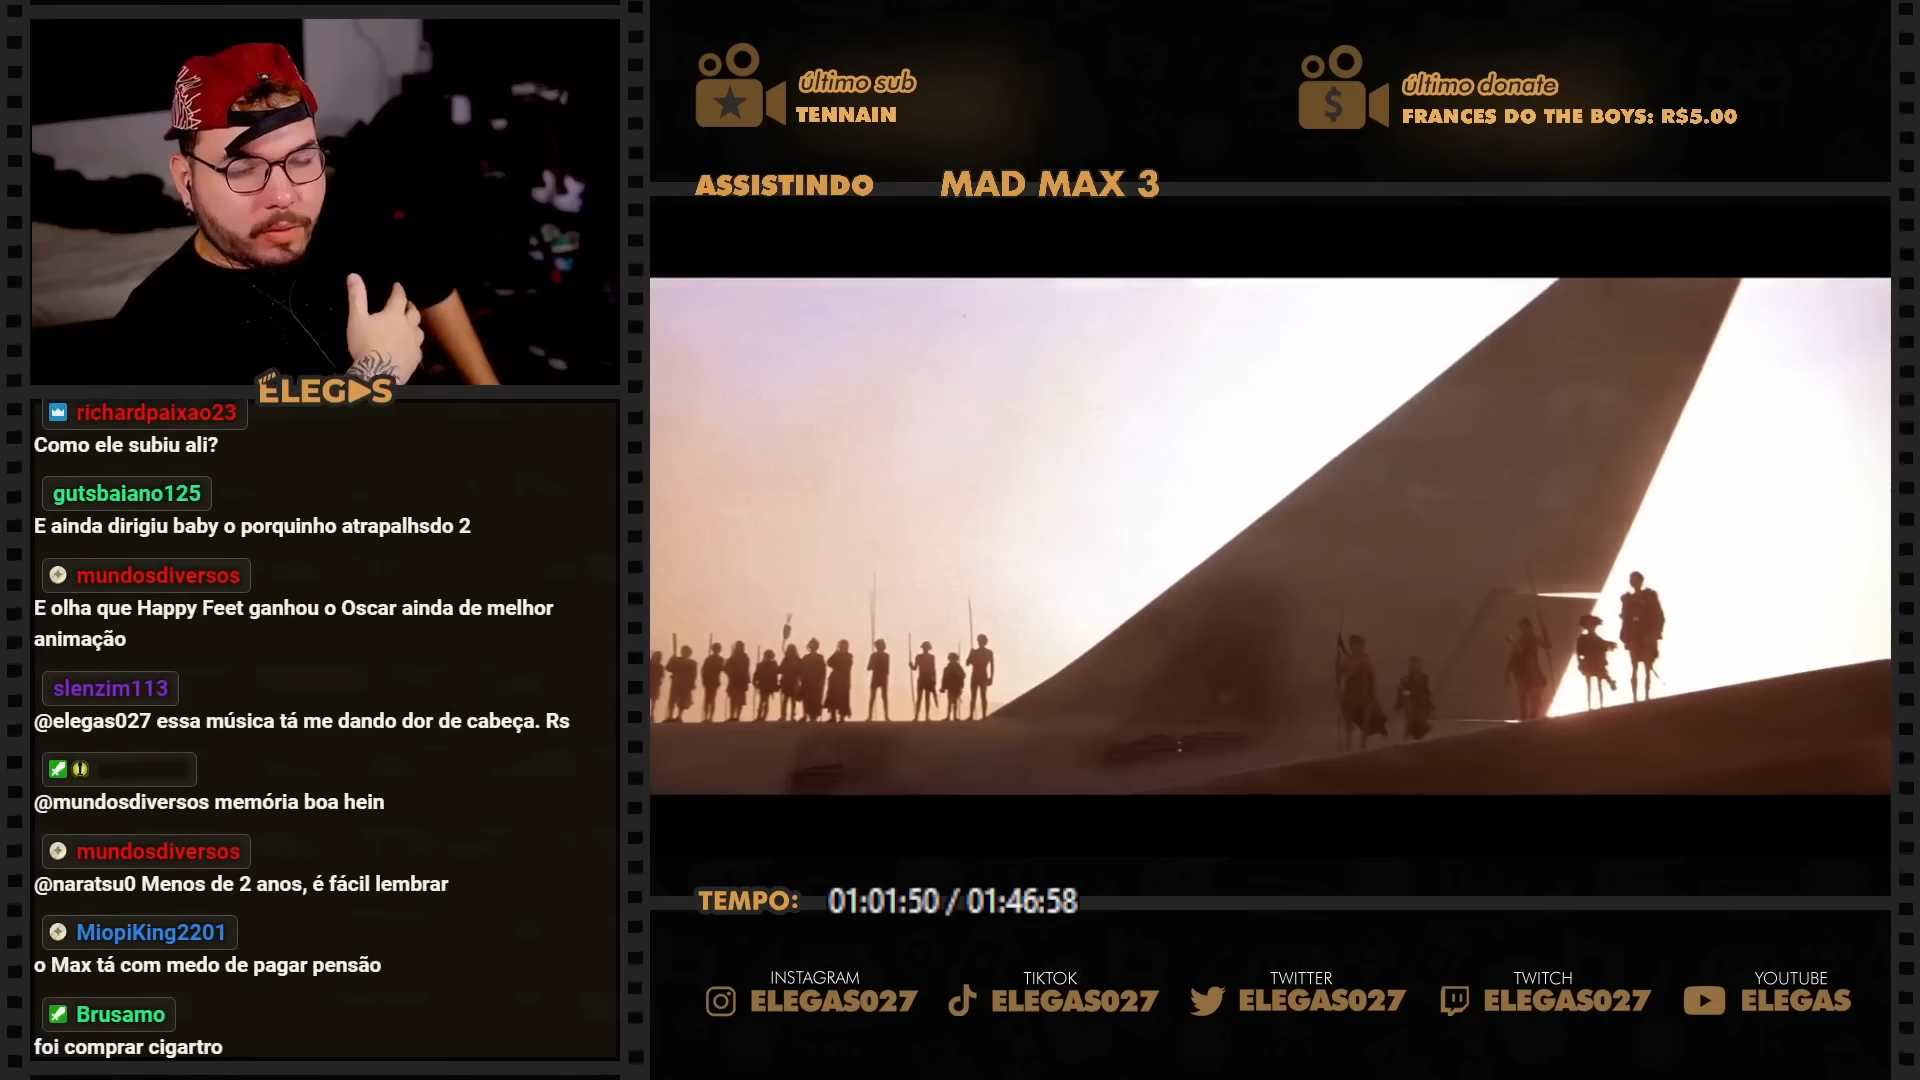 último sub
TENNAIN
último donate
FRANCES DO THE BOYS: R$5.00
ASSISTINDO MAD MAX 3
ELEGAS
richardpaixao23
Como ele subiu ali?
gutsbaiano125
E ainda dirigiu baby o porquinho atrapalhsdo 2
mundosdiversos
E olha que Happy Feet ganhou o Oscar ainda de melhor
animação
slenzim113
@elegas027 essa música tá me dando dor de cabeça. Rs
@mundosdiversos memória boa hein
mundosdiversos
@naratsu0 Menos de 2 anos, é fácil lembrar
MiopiKing2201
o Max tá com medo de pagar pensão
Brusamo
foi comprar cigartro
TEMPO: 01:01:50 / 01:46:58
INSTAGRAM
ELEGAS027
TIKTOK
ELEGAS027
TWITTER
ELEGAS027
TWITCH
ELEGAS027
YOUTUBE
ELEGAS